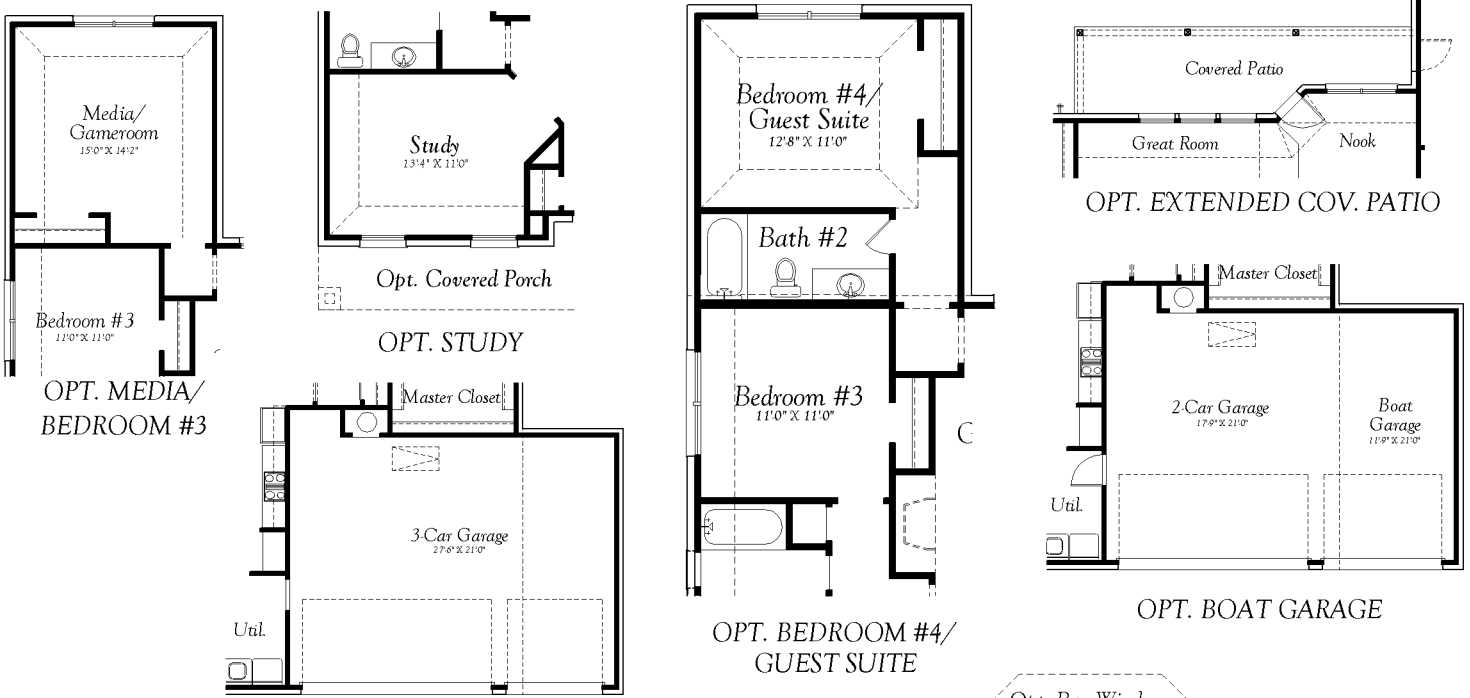 Media/
Gameroom
15'0" X 14'2"
Bedroom #3
11'0" X 11'0"
OPT. MEDIA/
BEDROOM #3
Study
13'4" X 11'0"
Opt. Covered Porch
OPT. STUDY
Master Closet
3-Car Garage
27'6" X 21'0"
Util.
Bedroom #4/
Guest Suite
12'8" X 11'0"
Bath #2
Bedroom #3
11'0" X 11'0"
OPT. BEDROOM #4/
GUEST SUITE
Covered Patio
Great Room
Nook
OPT. EXTENDED COV. PATIO
Master Closet
2-Car Garage
17'9" X 21'0"
Boat
Garage
11'9" X 21'0"
Util.
OPT. BOAT GARAGE